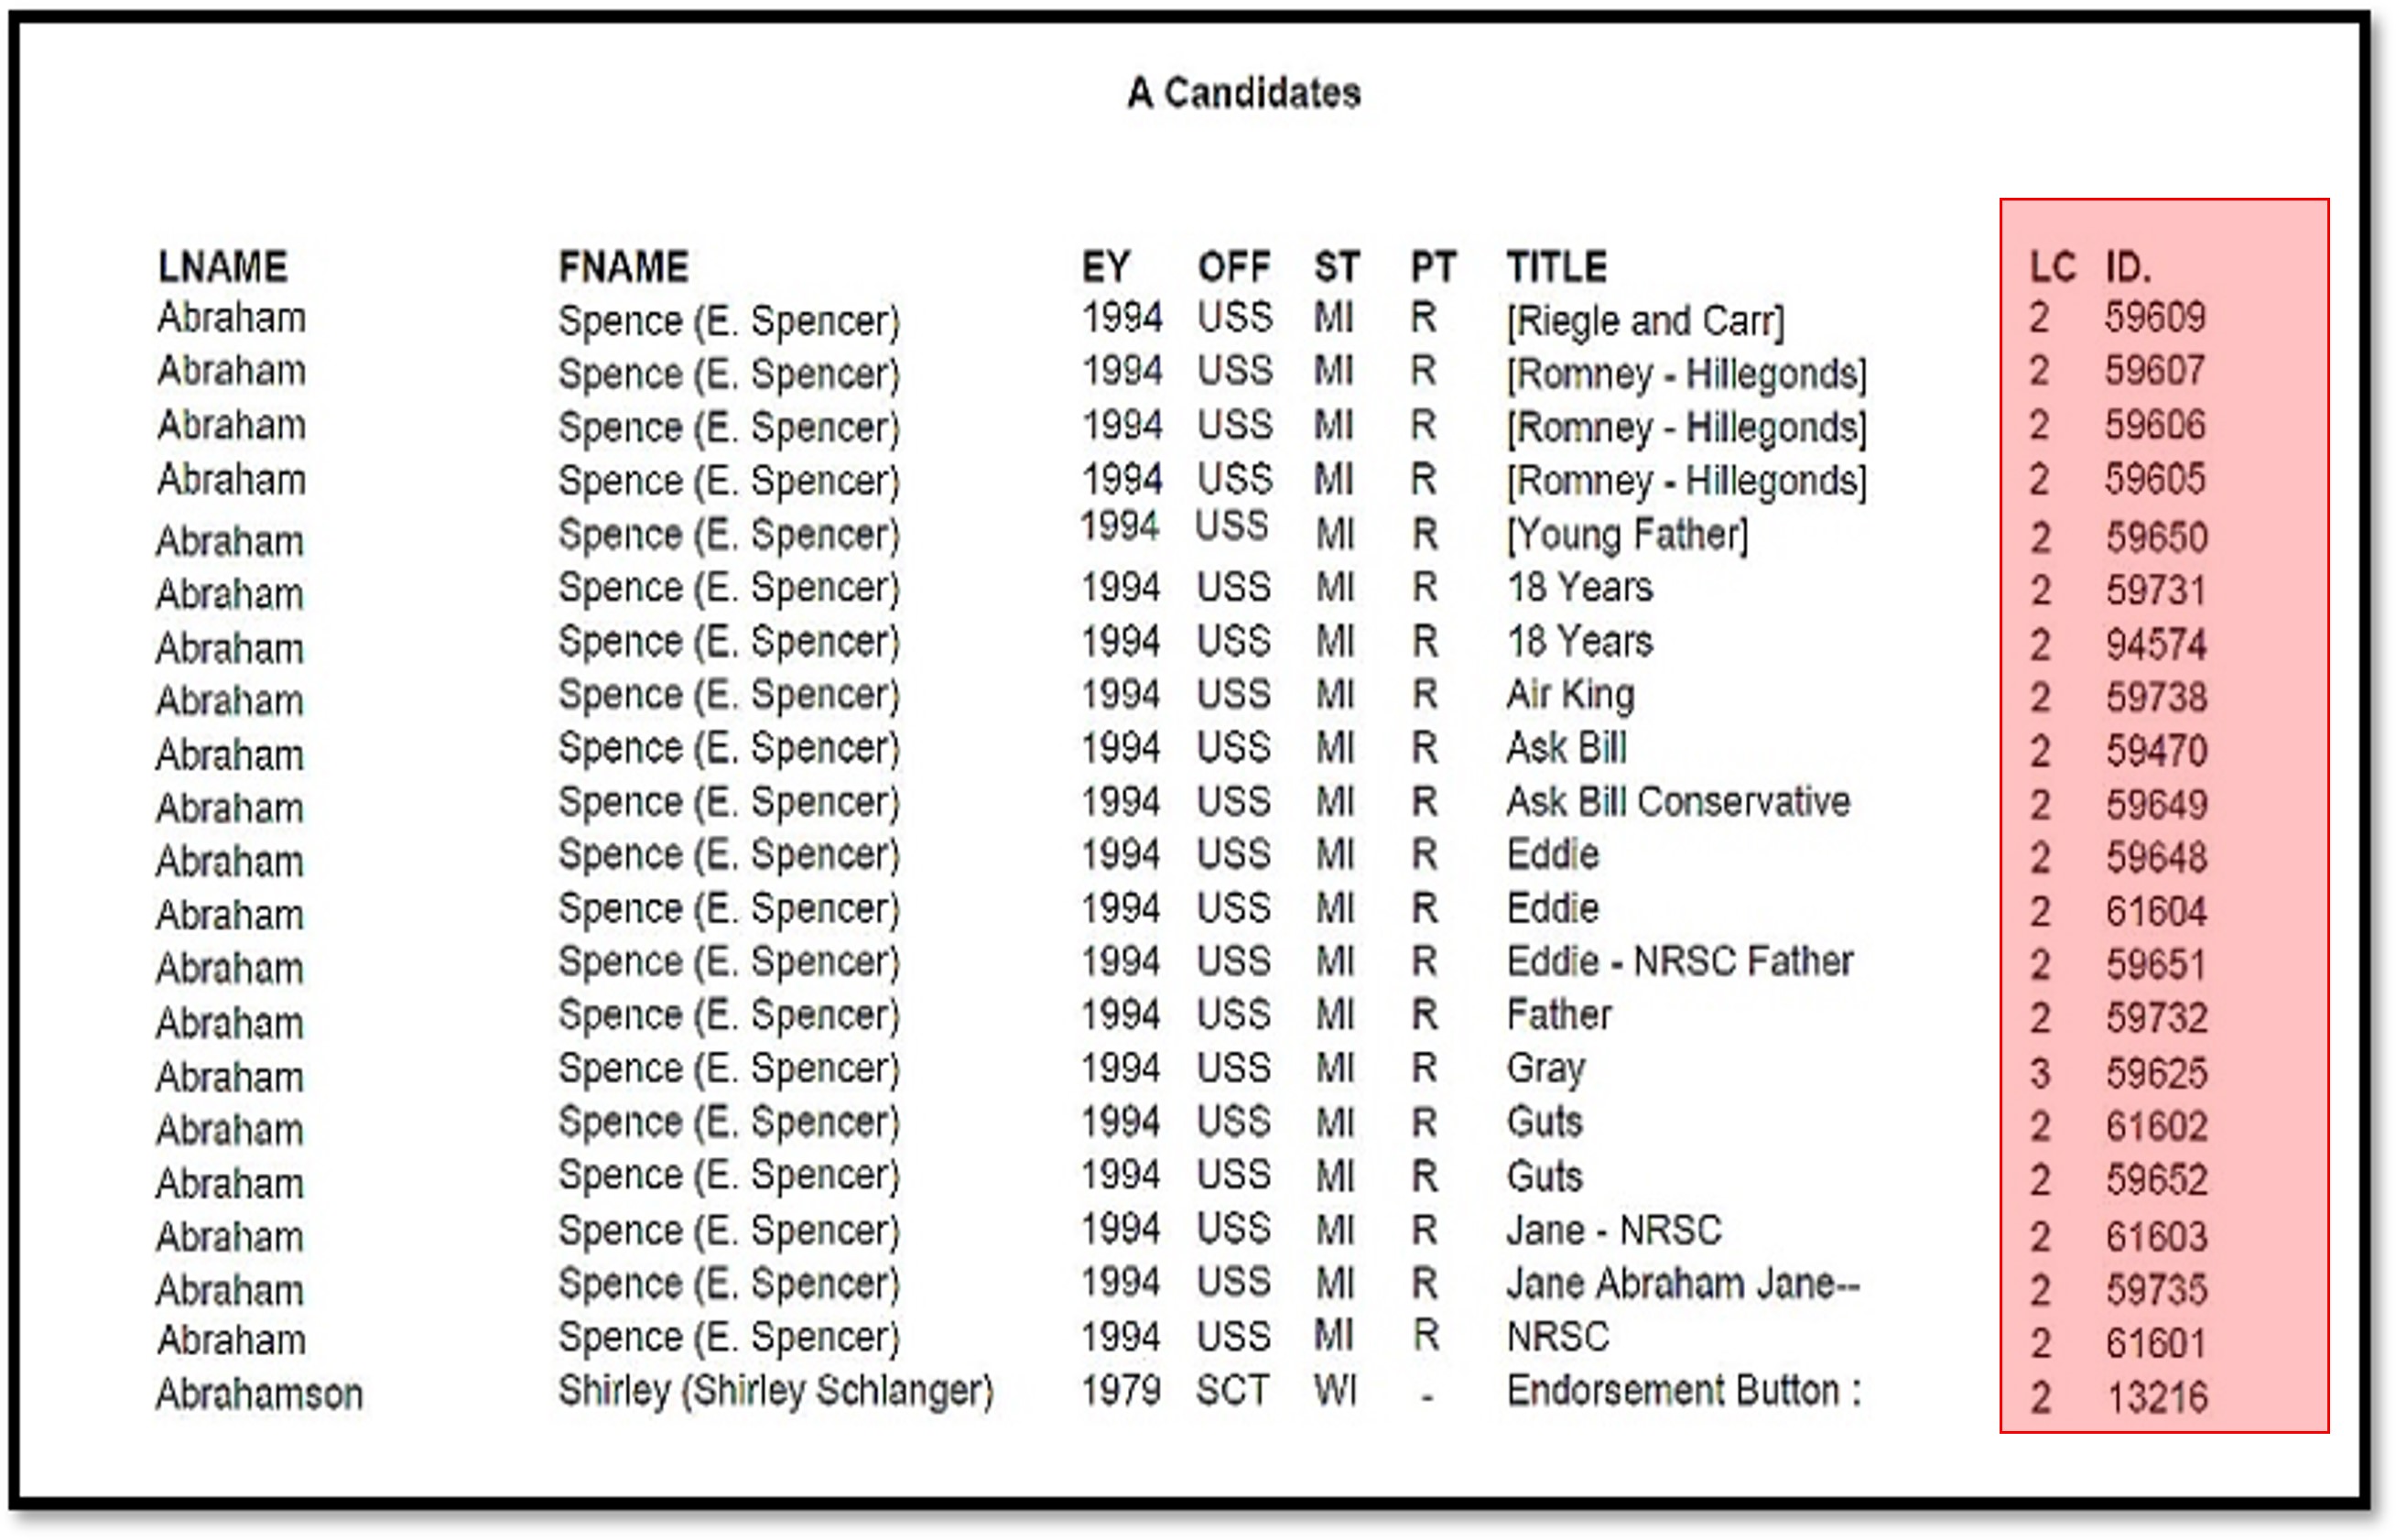 A Candidates
LNAME FNAME EY OFF ST PT TITLE LC ID.
Abraham Spence (E. Spencer) 1994 USS MI R [Riegle and Carr] 2 59609
Abraham Spence (E. Spencer) 1994 USS MI R [Romney - Hillegonds] 2 59607
Abraham Spence (E. Spencer) 1994 USS MI R [Romney - Hillegonds] 2 59606
Abraham Spence (E. Spencer) 1994 USS MI R [Romney - Hillegonds] 2 59605
Abraham Spence (E. Spencer) 1994 USS MI R [Young Father] 2 59650
Abraham Spence (E. Spencer) 1994 USS MI R 18 Years 2 59731
Abraham Spence (E. Spencer) 1994 USS MI R 18 Years 2 94574
Abraham Spence (E. Spencer) 1994 USS MI R Air King 2 59738
Abraham Spence (E. Spencer) 1994 USS MI R Ask Bill 2 59470
Abraham Spence (E. Spencer) 1994 USS MI R Ask Bill Conservative 2 59649
Abraham Spence (E. Spencer) 1994 USS MI R Eddie 2 59648
Abraham Spence (E. Spencer) 1994 USS MI R Eddie 2 61604
Abraham Spence (E. Spencer) 1994 USS MI R Eddie - NRSC Father 2 59651
Abraham Spence (E. Spencer) 1994 USS MI R Father 2 59732
Abraham Spence (E. Spencer) 1994 USS MI R Gray 3 59625
Abraham Spence (E. Spencer) 1994 USS MI R Guts 2 61602
Abraham Spence (E. Spencer) 1994 USS MI R Guts 2 59652
Abraham Spence (E. Spencer) 1994 USS MI R Jane - NRSC 2 61603
Abraham Spence (E. Spencer) 1994 USS MI R Jane Abraham Jane-- 2 59735
Abraham Spence (E. Spencer) 1994 USS MI R NRSC 2 61601
Abrahamson Shirley (Shirley Schlanger) 1979 SCT WI - Endorsement Button : 2 13216